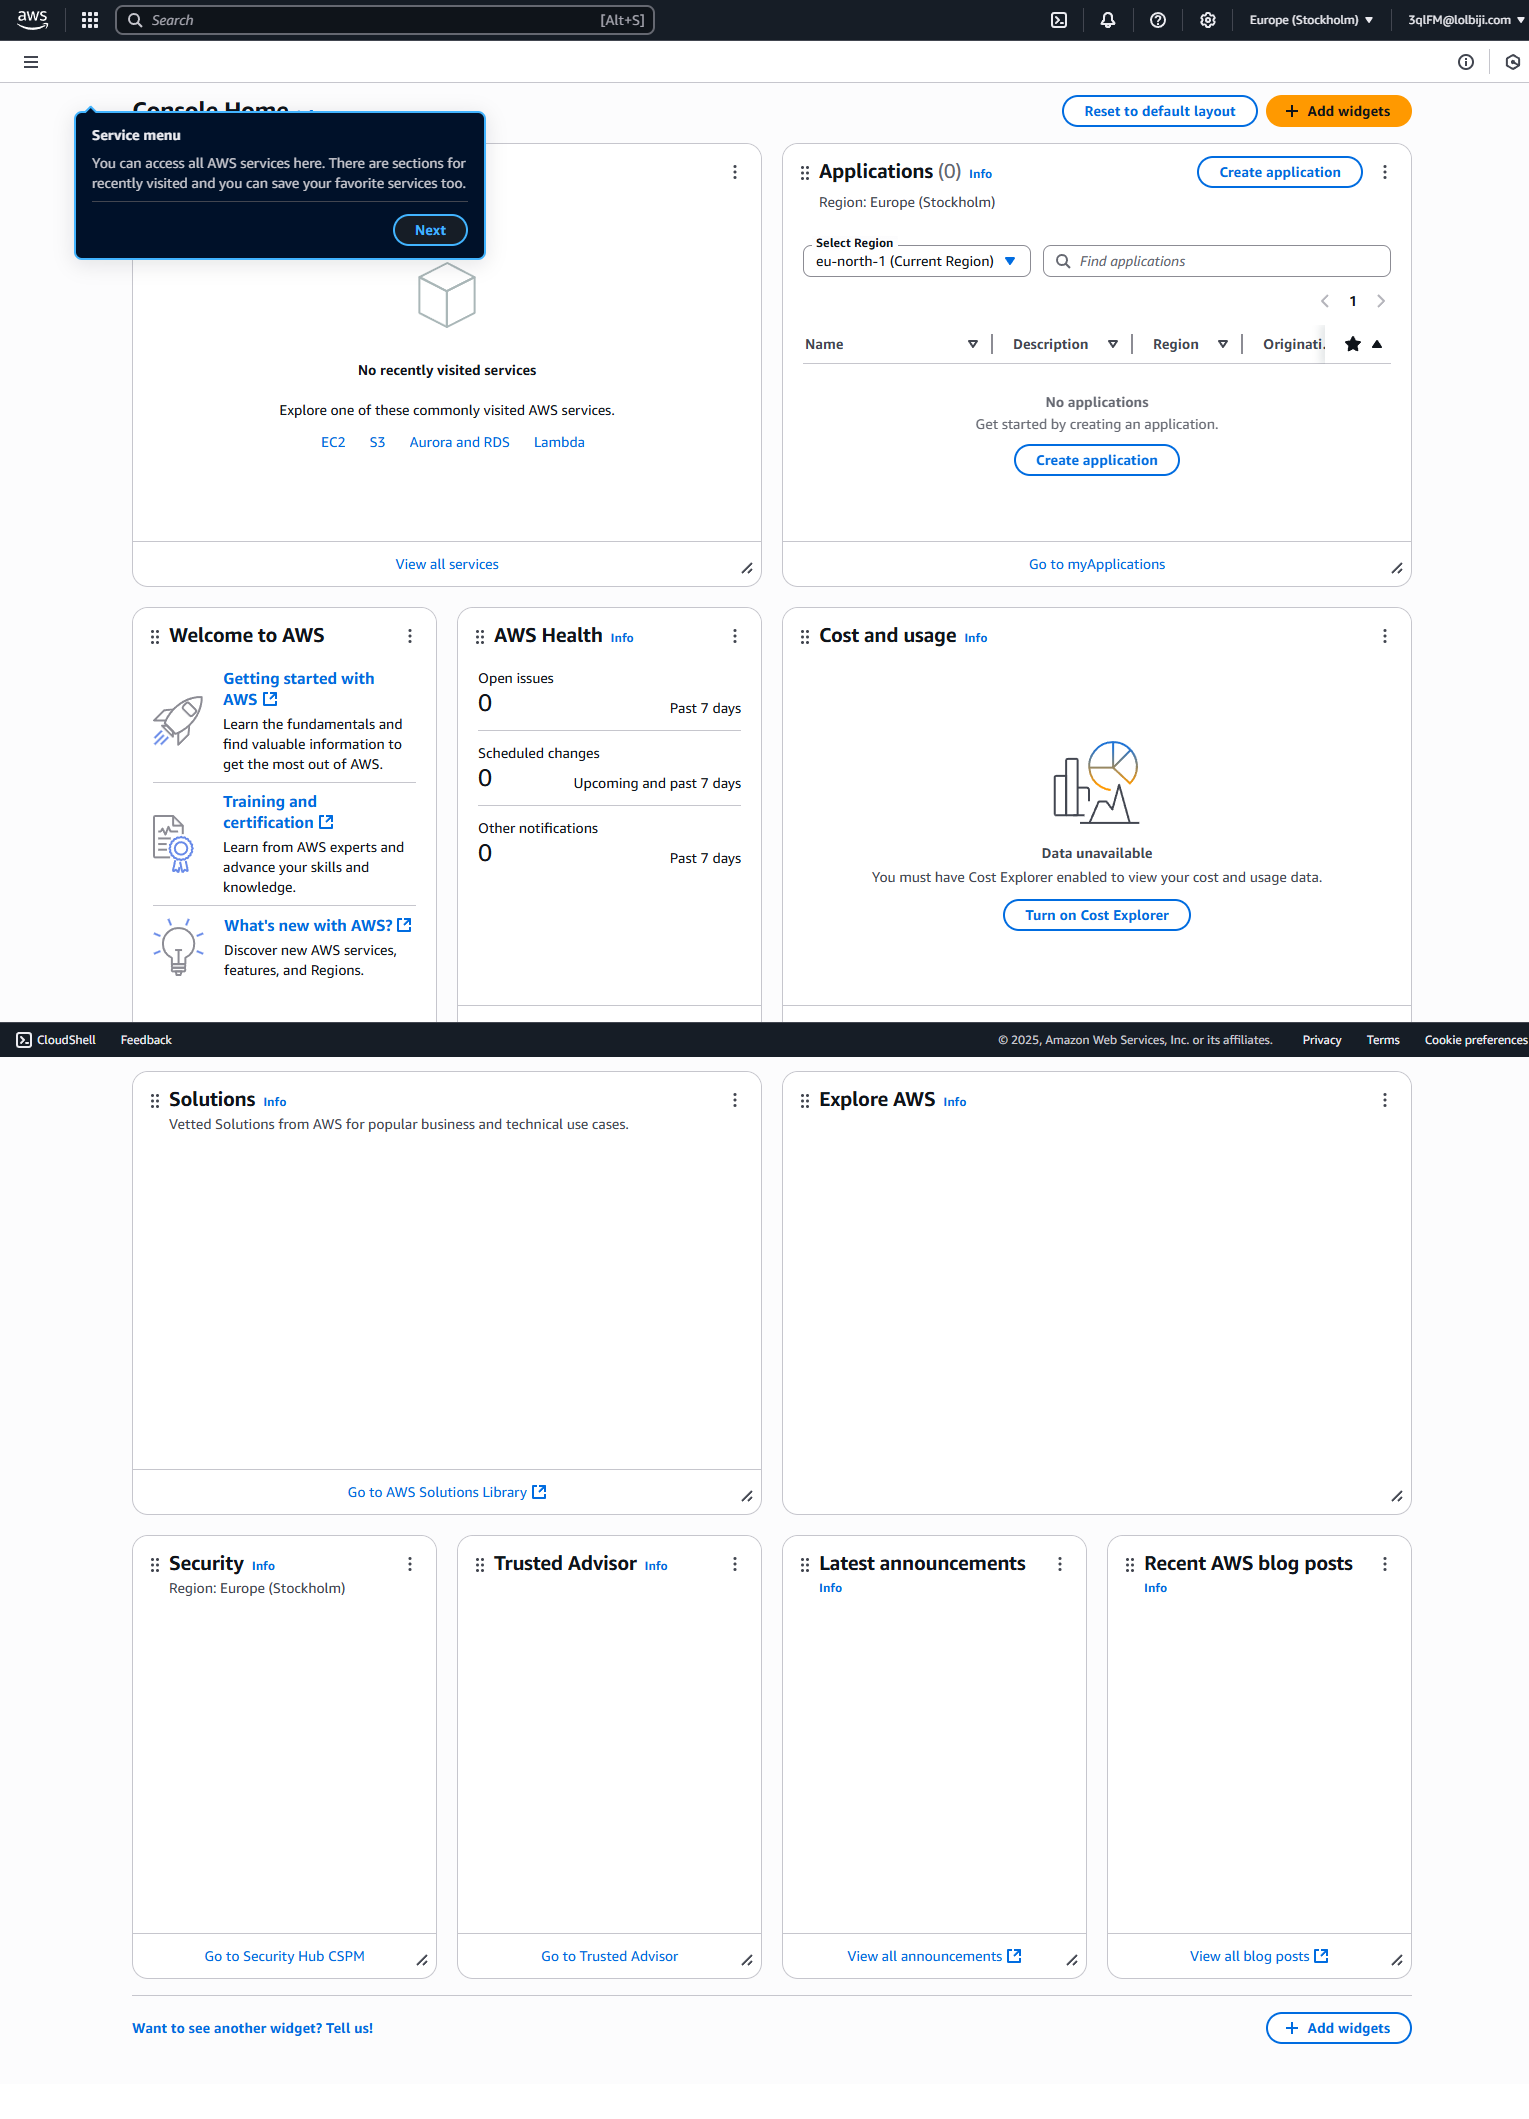 aws
Search
[Alt+S]
Europe (Stockholm)
3qlFM@lolbiji.com
Console Home
Reset to default layout
Add widgets
Service menu
You can access all AWS services here. There are sections for
recently visited and you can save your favorite services too.
Next
No recently visited services
Explore one of these commonly visited AWS services.
EC2 S3 Aurora and RDS Lambda
View all services
Applications (0) Info
Create application
Region: Europe (Stockholm)
Select Region
eu-north-1 (Current Region)
Find applications
1
Name Description Region Originati.
No applications
Get started by creating an application.
Create application
Go to myApplications
Welcome to AWS
Getting started with
AWS
Learn the fundamentals and
find valuable information to
get the most out of AWS.
Training and
certification
Learn from AWS experts and
advance your skills and
knowledge.
What's new with AWS?
Discover new AWS services,
features, and Regions.
AWS Health Info
Open issues
0 Past 7 days
Scheduled changes
0 Upcoming and past 7 days
Other notifications
0 Past 7 days
Cost and usage Info
Data unavailable
You must have Cost Explorer enabled to view your cost and usage data.
Turn on Cost Explorer
CloudShell Feedback © 2025, Amazon Web Services, Inc. or its affiliates. Privacy Terms Cookie preferences
Solutions Info
Vetted Solutions from AWS for popular business and technical use cases.
Go to AWS Solutions Library
Explore AWS Info
Security Info
Region: Europe (Stockholm)
Go to Security Hub CSPM
Trusted Advisor Info
Go to Trusted Advisor
Latest announcements
Info
View all announcements
Recent AWS blog posts
Info
View all blog posts
Want to see another widget? Tell us!
Add widgets